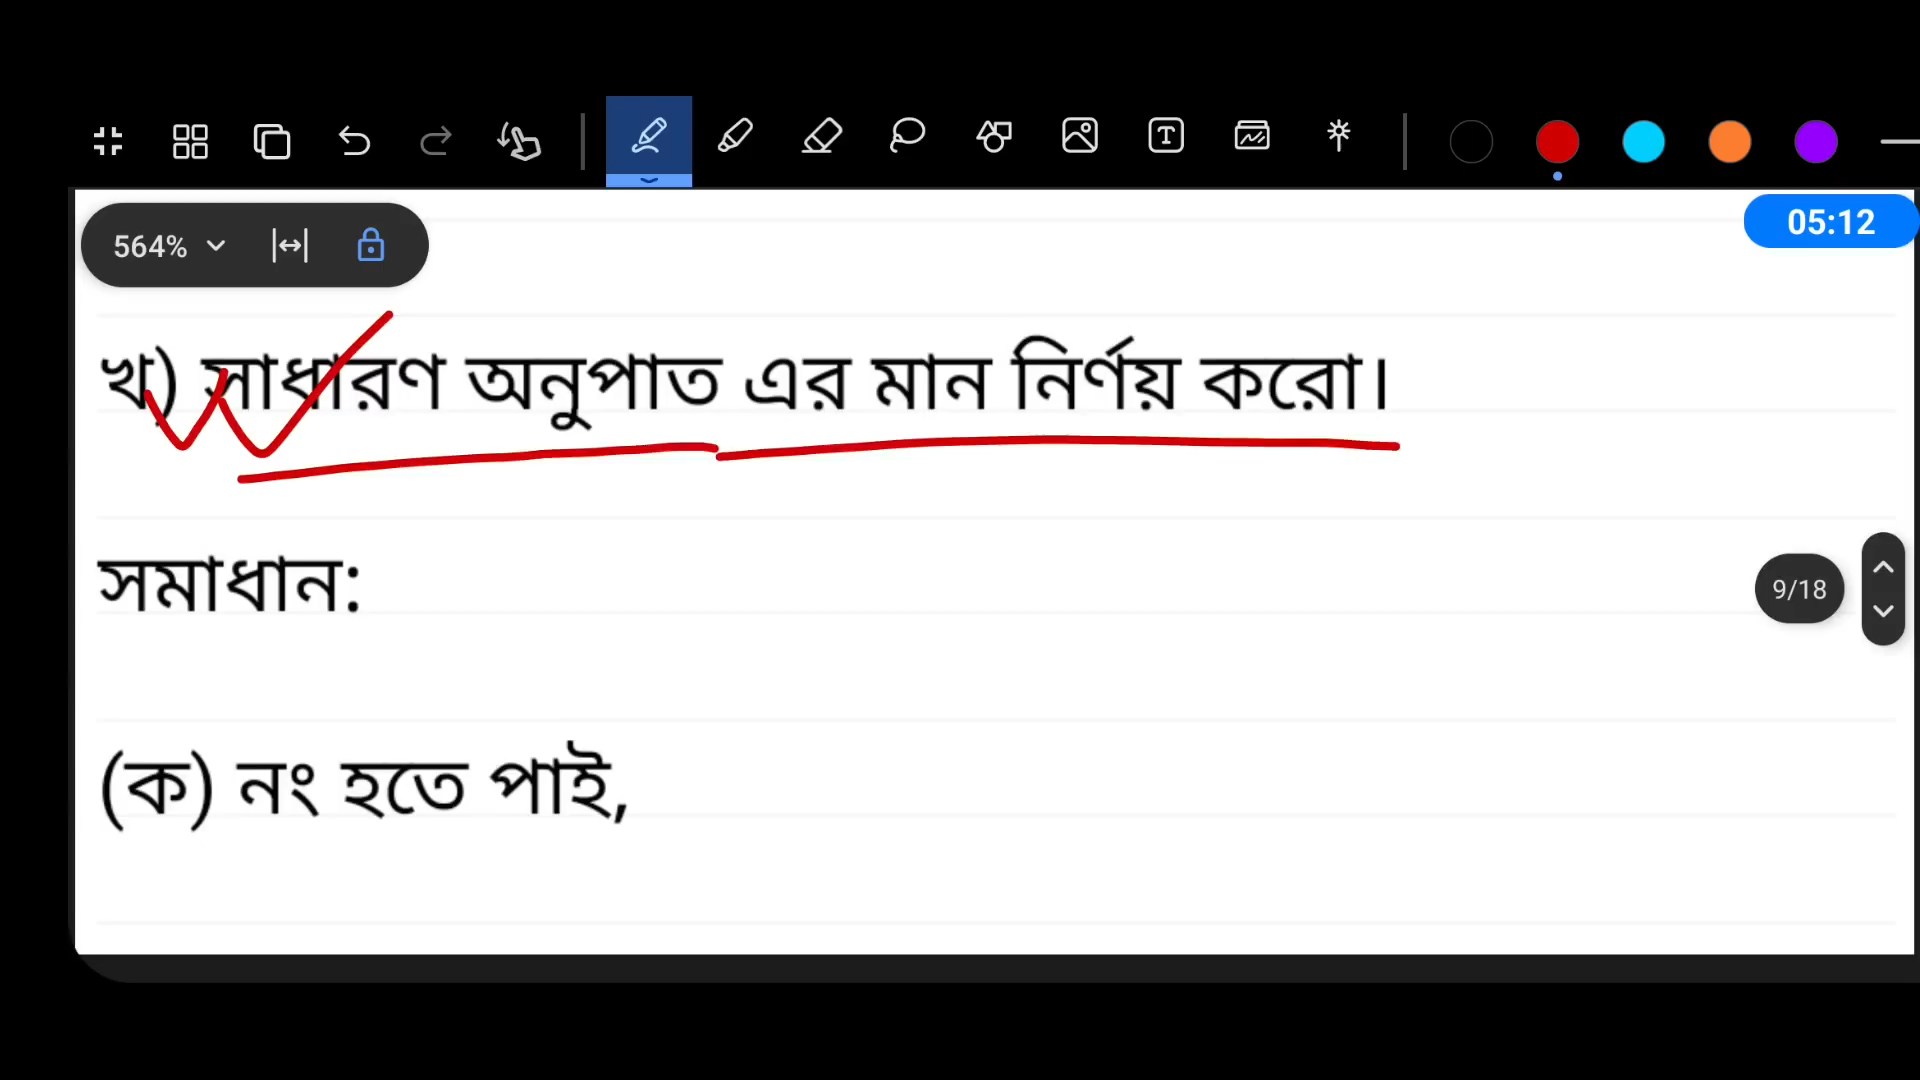 05:12
564%
খ) সাধারণ অনুপাত এর মান নির্ণয় করো।
সমাধান:
9/18
(ক) নং হতে পাই,